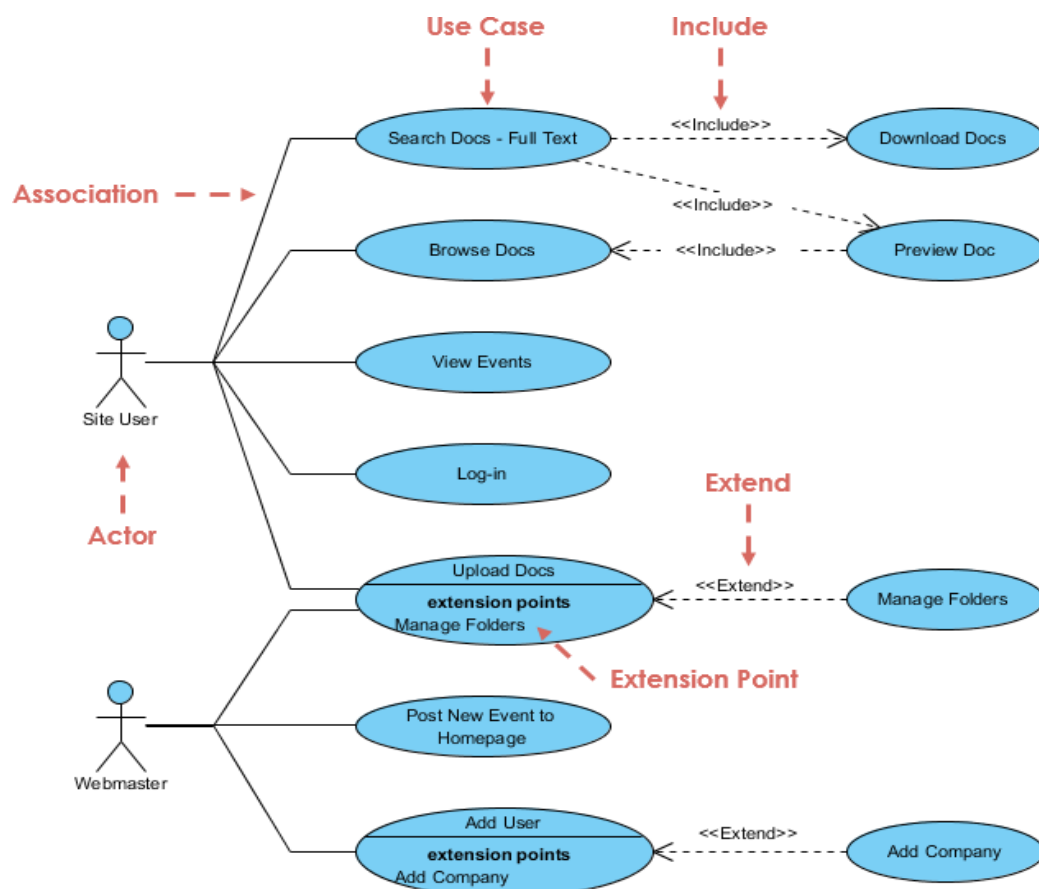 Use Case
Include
Search Docs - Full Text
<<Include>>
Download Docs
Association
<<Include>>
Browse Docs
<<Include>>
Preview Doc
View Events
Site User
Log-in
Actor
Extend
Upload Docs
extension points
Manage Folders
<<Extend>>
Manage Folders
Extension Point
Post New Event to
Homepage
Webmaster
Add User
extension points
Add Company
<<Extend>>
Add Company